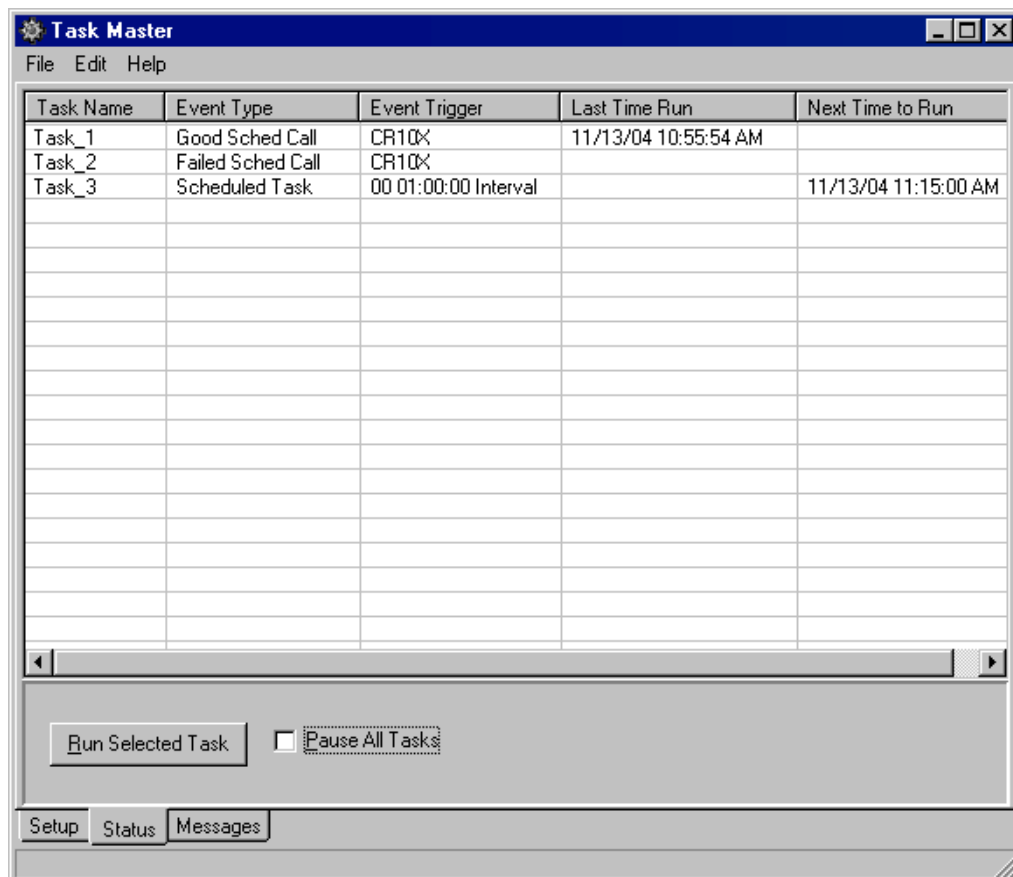 Task Master
File Edit Help
Task Name Event Type Event Trigger Last Time Run Next Time to Run
Task_1 Good Sched Call CR10X 11/13/04 10:55:54 AM
Task_2 Failed Sched Call CR10X
Task_3 Scheduled Task 00 01:00:00 Interval 11/13/04 11:15:00 AM
Run Selected Task Pause All Tasks
Setup Status Messages